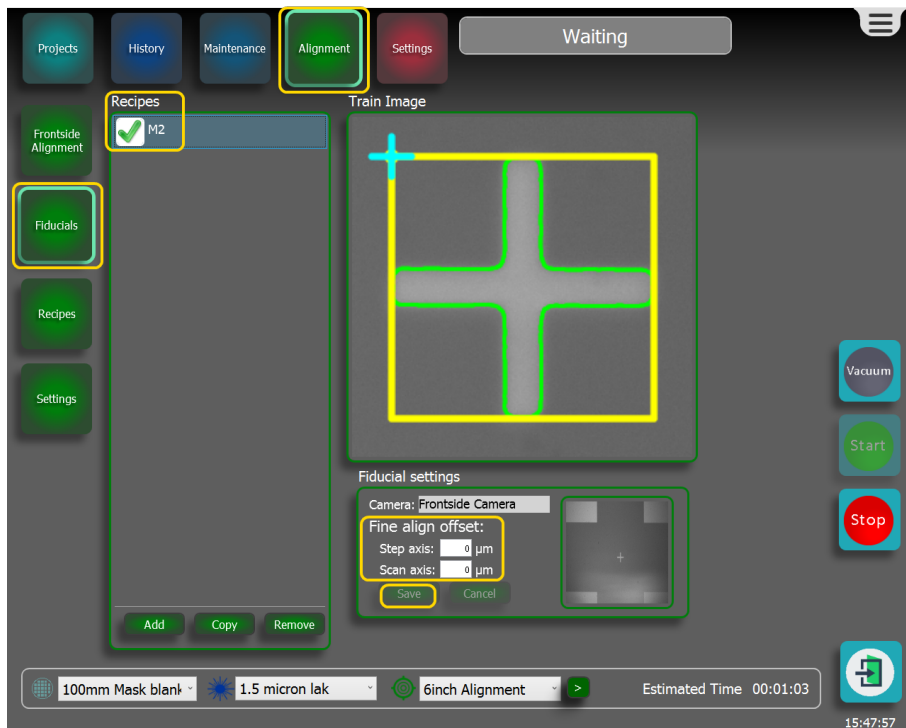 Projects
History
Maintenance
Alignment
Settings
Waiting
Frontside
Alignment
Fiducials
Recipes
Settings
Recipes
M2
Add
Copy
Remove
Train Image
Fiducial settings
Camera: Frontside Camera
Fine align offset:
Step axis: 0 µm
Scan axis: 0 µm
Save
Cancel
Vacuum
Start
Stop
100mm Mask blank
1.5 micron lak
6inch Alignment
>
Estimated Time 00:01:03
15:47:57